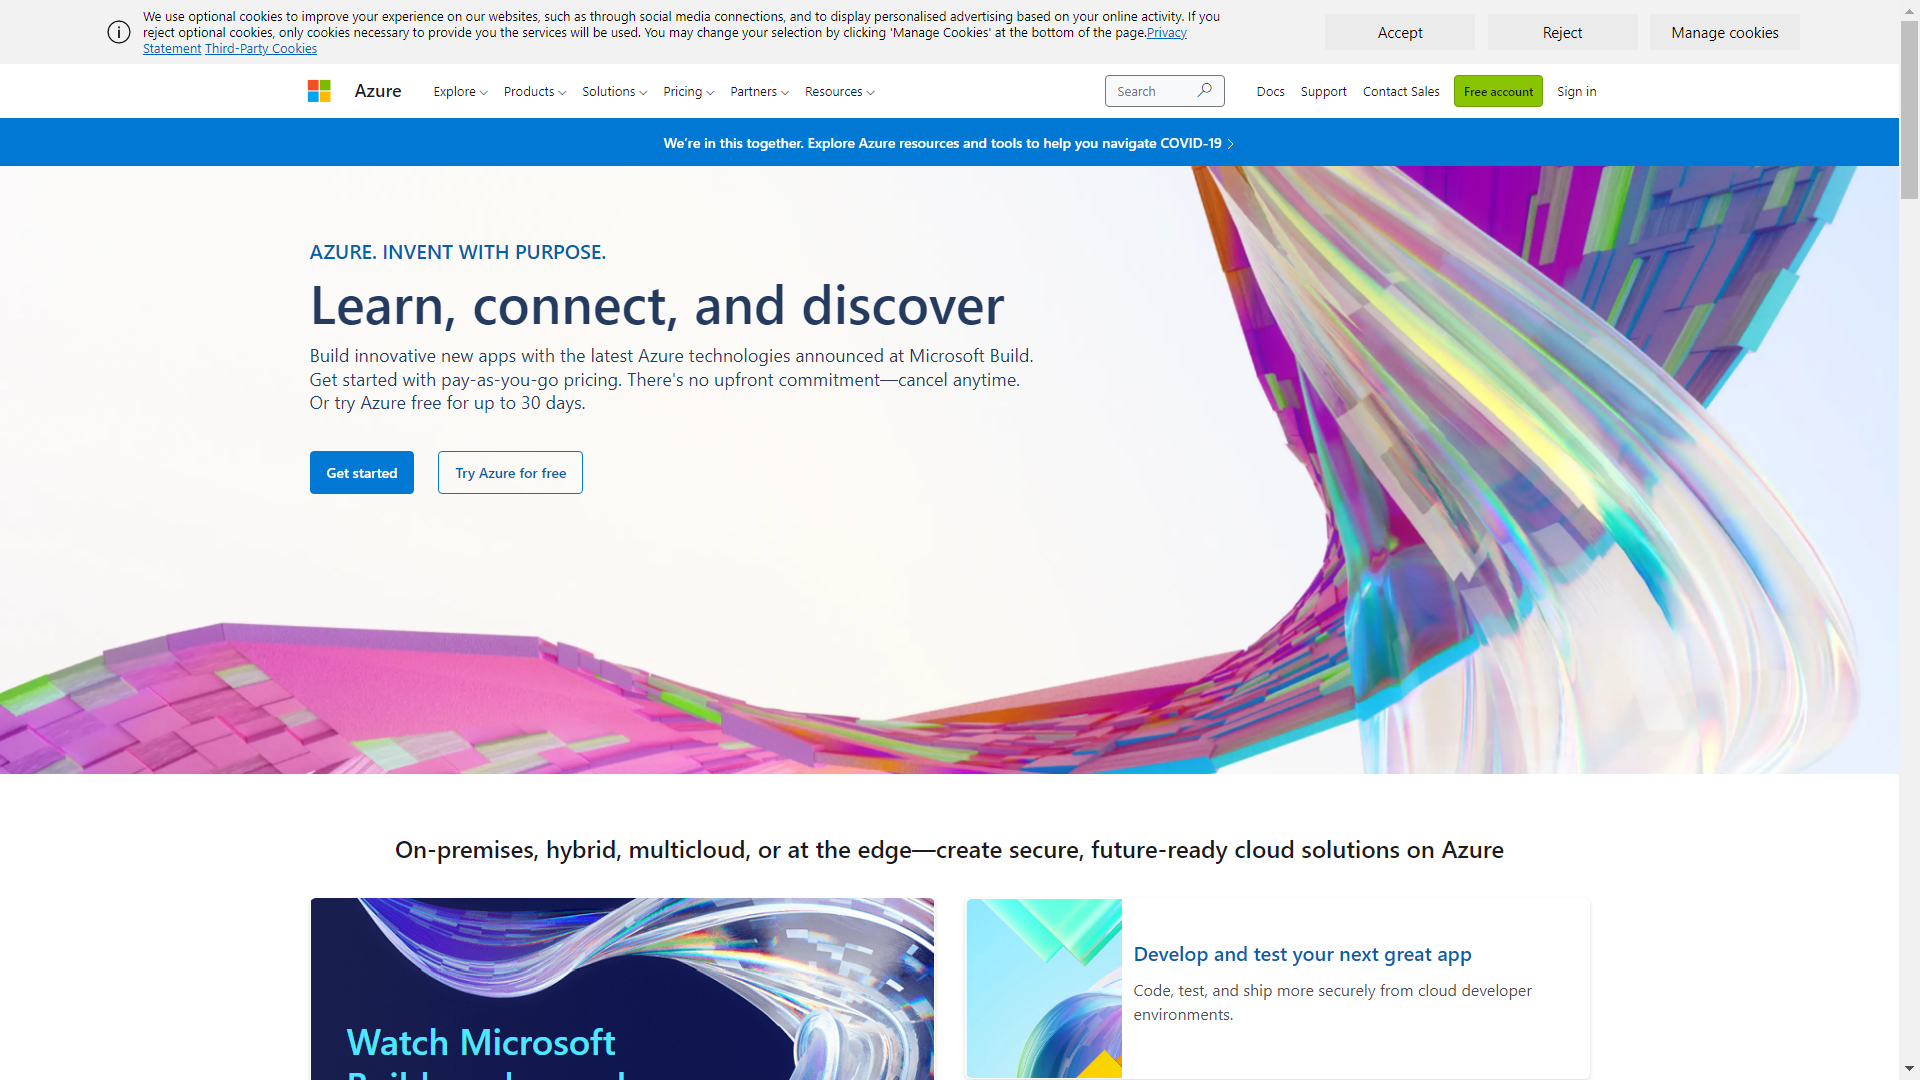 We use optional cookies to improve your experience on our websites, such as through social media connections, and to display personalised advertising based on your online activity. If you
reject optional cookies, only cookies necessary to provide you the services will be used. You may change your selection by clicking 'Manage Cookies' at the bottom of the page.Privacy
Statement Third-Party Cookies
Accept
Reject
Manage cookies
Azure
Explore
Products
Solutions
Pricing
Partners
Resources
Search
Docs
Support
Contact Sales
Free account
Sign in
We're in this together. Explore Azure resources and tools to help you navigate COVID-19
AZURE. INVENT WITH PURPOSE.
Learn, connect, and discover
Build innovative new apps with the latest Azure technologies announced at Microsoft Build.
Get started with pay-as-you-go pricing. There's no upfront commitment—cancel anytime.
Or try Azure free for up to 30 days.
Get started
Try Azure for free
On-premises, hybrid, multicloud, or at the edge—create secure, future-ready cloud solutions on Azure
Watch Microsoft
Develop and test your next great app
Code, test, and ship more securely from cloud developer
environments.